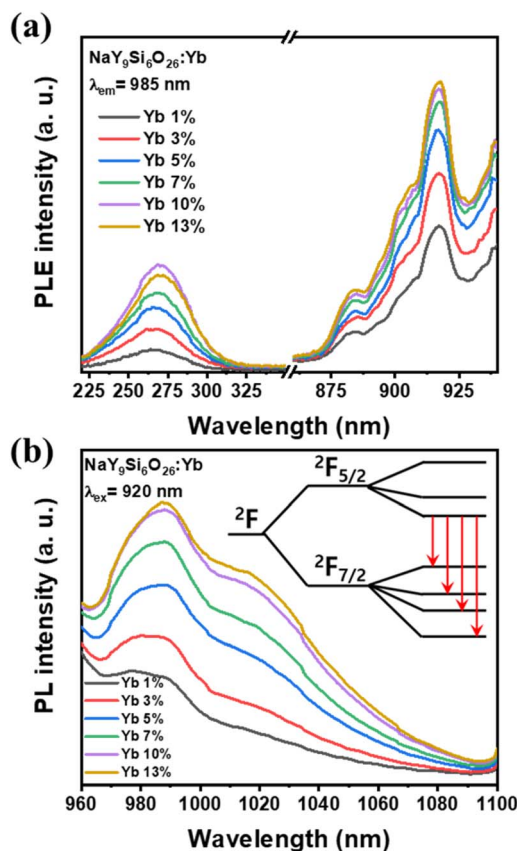 (a)
NaY₉Si₆O₂₆:Yb
λem= 985 nm
Yb 1%
Yb 3%
Yb 5%
Yb 7%
Yb 10%
Yb 13%
PLE intensity (a. u.)
225 250 275 300 325 875 900 925
Wavelength (nm)
(b)
NaY₉Si₆O₂₆:Yb
λex = 920 nm
²F
²F5/2
²F7/2
Yb 1%
Yb 3%
Yb 5%
Yb 7%
Yb 10%
Yb 13%
PL intensity (a. u.)
960 980 1000 1020 1040 1060 1080 1100
Wavelength (nm)